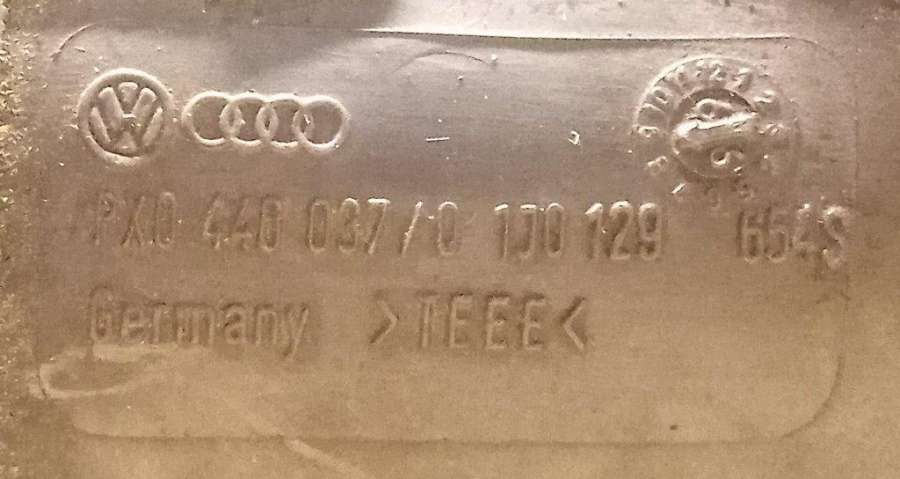 PX0 440 037 / 0 1J0 129 654S
Germany >TEEE<